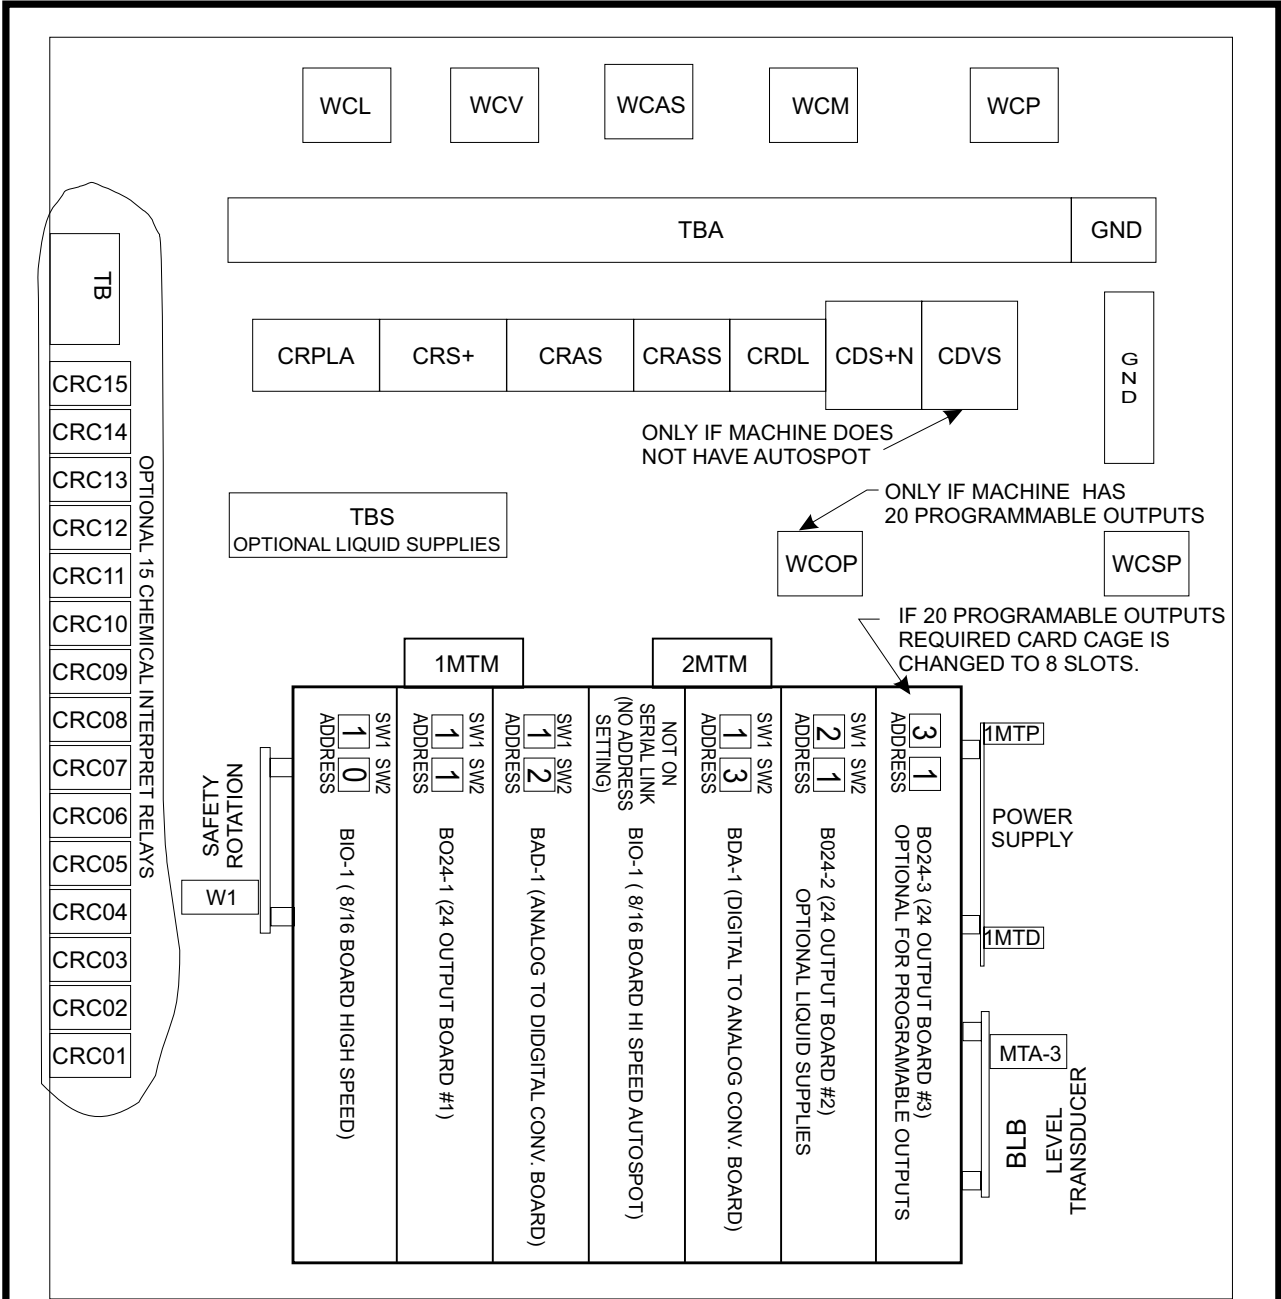 WCL WCV WCAS WCM WCP
TBA GND
TB
CRPLA CRS+ CRAS CRASS CRDL CDS+N CDVS
GND
ONLY IF MACHINE DOES
NOT HAVE AUTOSPOT
CRC15
CRC14
CRC13
CRC12
CRC11
CRC10
CRC09
CRC08
CRC07
CRC06
CRC05
CRC04
CRC03
CRC02
CRC01
OPTIONAL 15 CHEMICAL INTERPRET RELAYS
TBS
OPTIONAL LIQUID SUPPLIES
ONLY IF MACHINE HAS
20 PROGRAMMABLE OUTPUTS
WCOP WCSP
IF 20 PROGRAMABLE OUTPUTS
REQUIRED CARD CAGE IS
CHANGED TO 8 SLOTS.
1MTM 2MTM
SAFETY
ROTATION
W1
SW1 SW2
1 0
ADDRESS
BIO-1 ( 8/16 BOARD HIGH SPEED)
SW1 SW2
1 1
ADDRESS
BO24-1 (24 OUTPUT BOARD #1)
SW1 SW2
1 2
ADDRESS
BAD-1 (ANALOG TO DIDGITAL CONV. BOARD)
NOT ON
SERIAL LINK
(NO ADDRESS
SETTING)
BIO-1 ( 8/16 BOARD HI SPEED AUTOSPOT)
SW1 SW2
1 3
ADDRESS
BDA-1 (DIGITAL TO ANALOG CONV. BOARD)
SW1 SW2
2 1
ADDRESS
B024-2 (24 OUTPUT BOARD #2)
OPTIONAL LIQUID SUPPLIES
3 1
ADDRESS
BO24-3 (24 OUTPUT BOARD #3)
OPTIONAL FOR PROGRAMABLE OUTPUTS
1MTP
POWER
SUPPLY
1MTD
MTA-3
BLB
LEVEL
TRANSDUCER